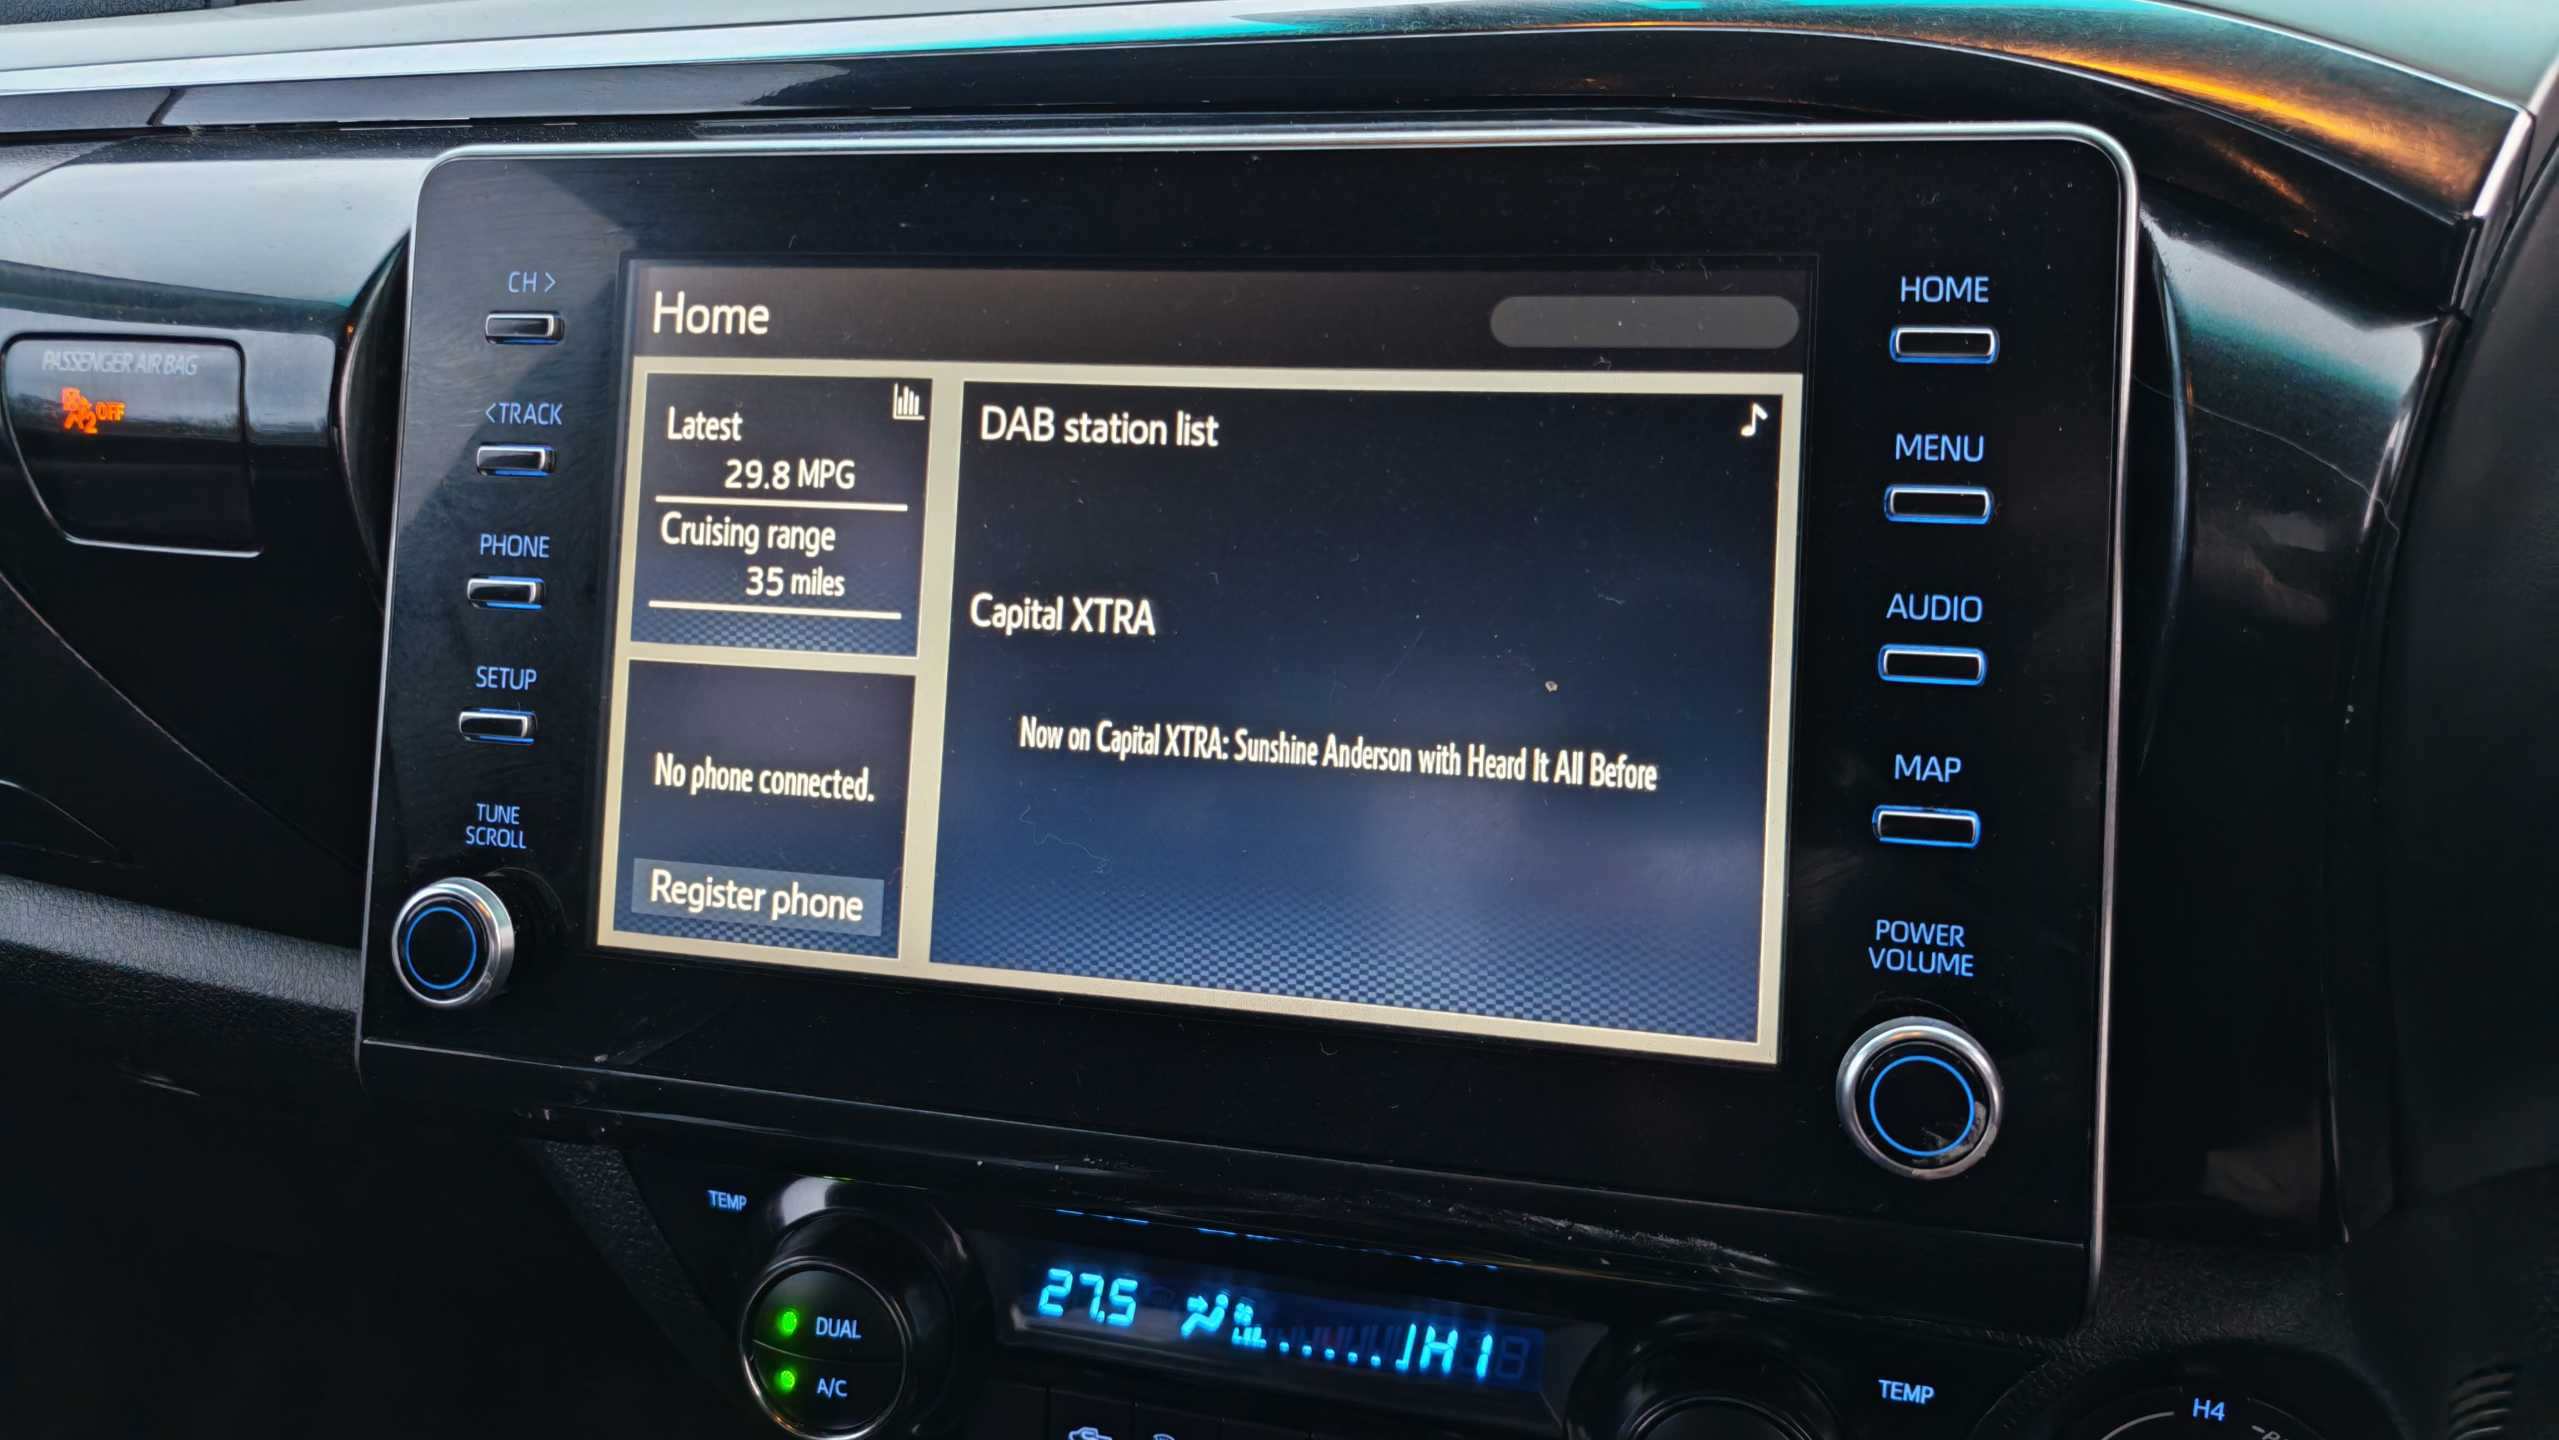 PASSENGER AIR BAG
OFF
2
CH >
<TRACK
PHONE
SETUP
TUNE
SCROLL
Home
Latest
29.8 MPG
Cruising range
35 miles
No phone connected.
Register phone
DAB station list
Capital XTRA
Now on Capital XTRA: Sunshine Anderson with Heard It All Before
HOME
MENU
AUDIO
MAP
POWER
VOLUME
TEMP
DUAL
A/C
27.5
HI
TEMP
H4